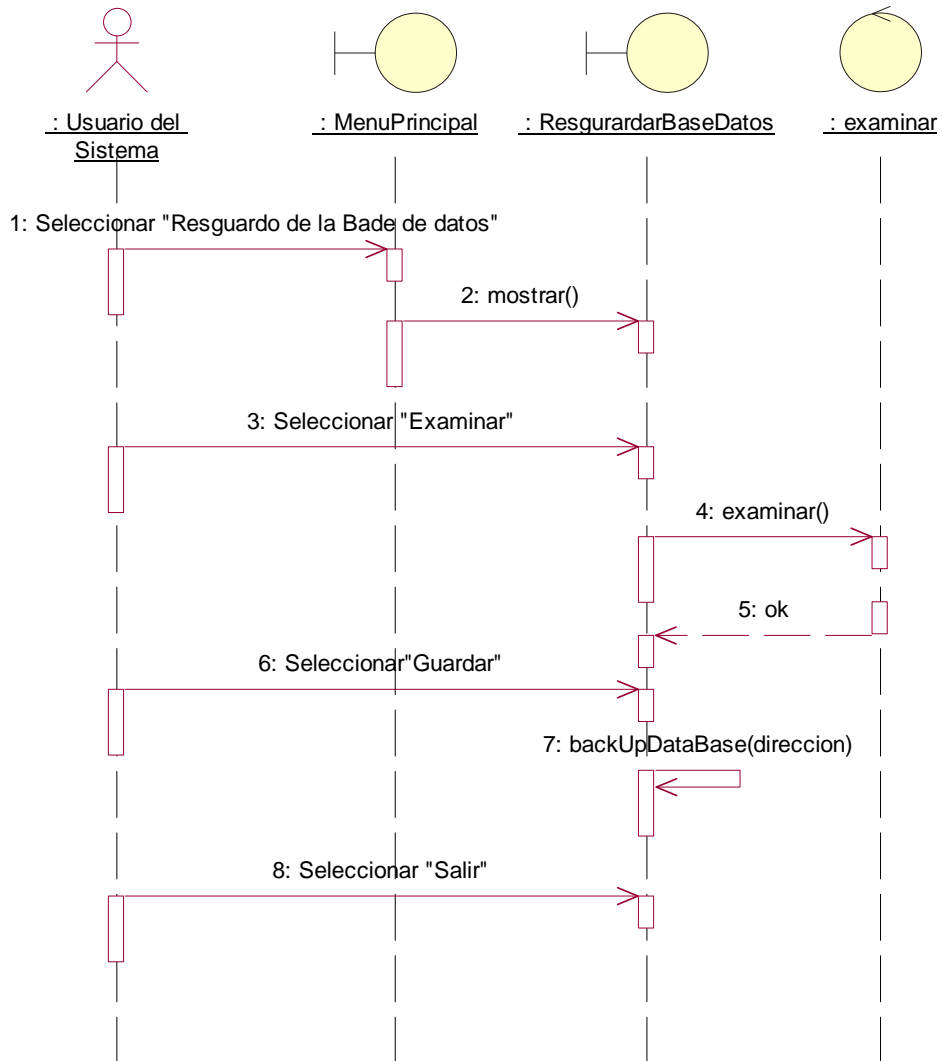 : Usuario del
Sistema
: MenuPrincipal
: ResgurardarBaseDatos
: examinar
1: Seleccionar "Resguardo de la Bade de datos"
2: mostrar()
3: Seleccionar "Examinar"
4: examinar()
5: ok
6: Seleccionar"Guardar"
7: backUpDataBase(direccion)
8: Seleccionar "Salir"